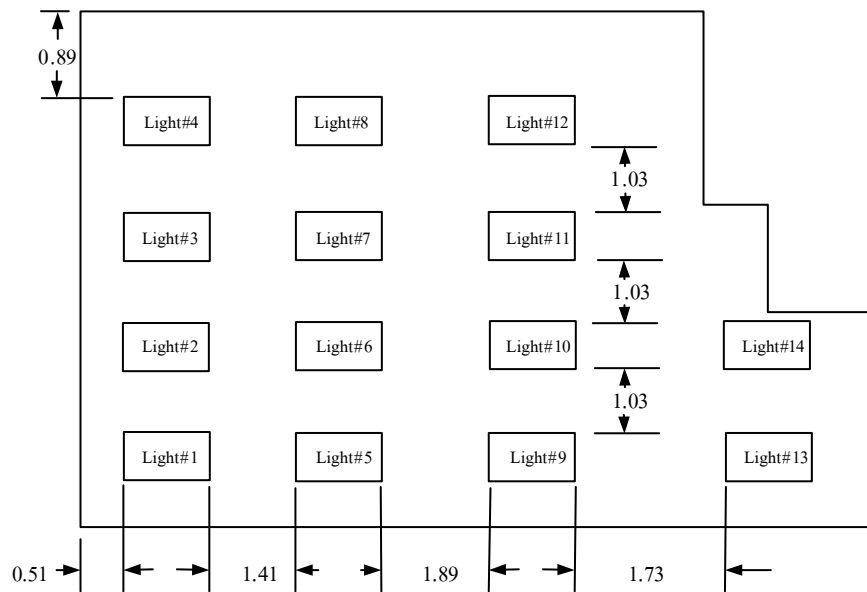 0.89
Light#4 Light#8 Light#12
1.03
Light#3 Light#7 Light#11
1.03
Light#2 Light#6 Light#10 Light#14
1.03
Light#1 Light#5 Light#9 Light#13
0.51 1.41 1.89 1.73